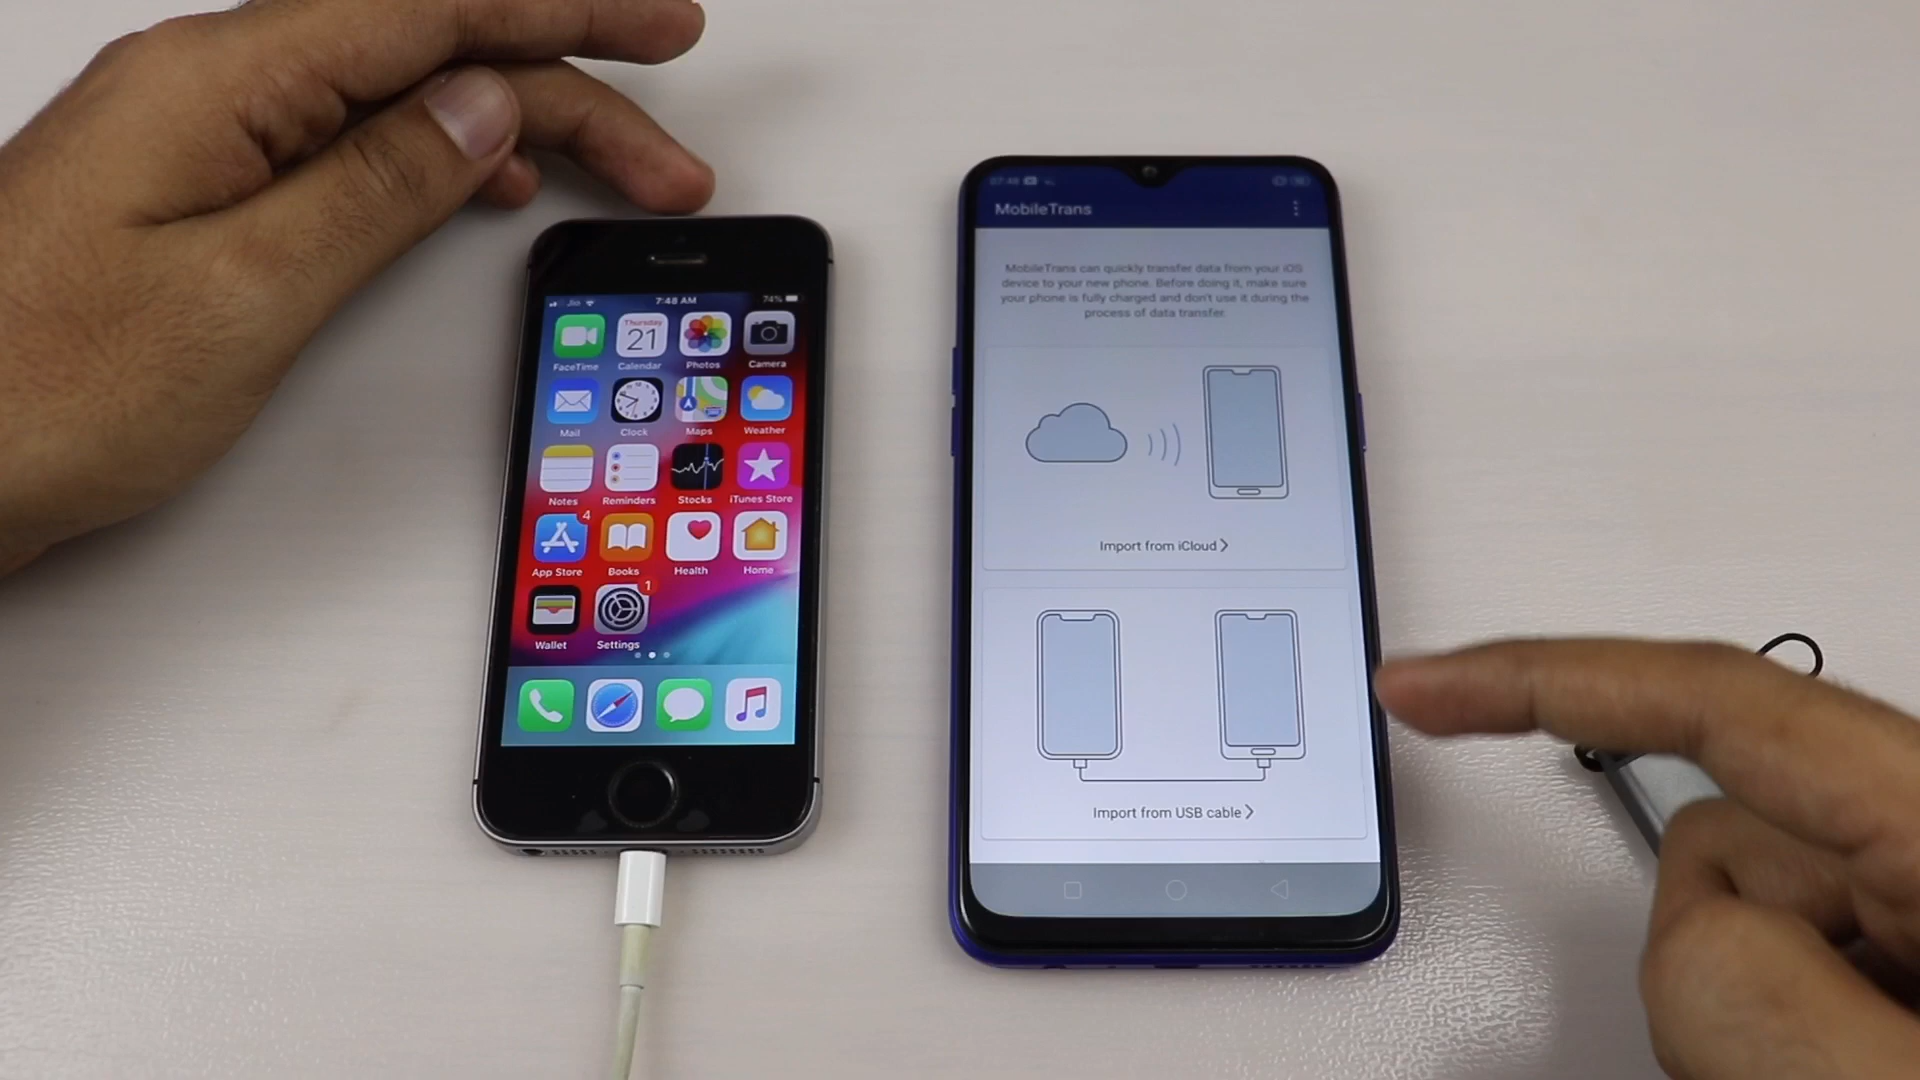 Jio
7:48 AM
74%
Thursday
21
FaceTime
Calendar
Photos
Camera
Mail
Clock
Maps
Weather
Notes
Reminders
Stocks
iTunes Store
4
App Store
Books
Health
Home
1
Wallet
Settings
07:48
MobileTrans
MobileTrans can quickly transfer data from your iOS
device to your new phone. Before doing it, make sure
your phone is fully charged and don't use it during the
process of data transfer.
Import from iCloud
Import from USB cable